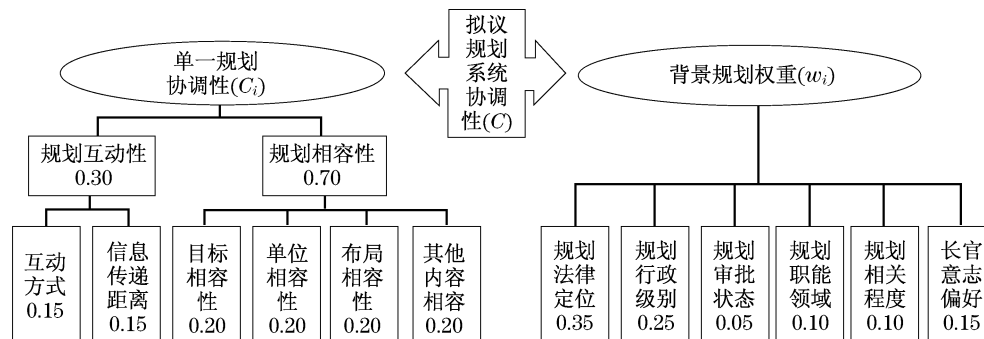 拟议
规划
系统
协调
性(C)
单一规划
协调性(Ci)
背景规划权重(wi)
规划互动性
0.30
规划相容性
0.70
互动
方式
0.15
信息
传递
距离
0.15
目标
相容
性
0.20
单位
相容
性
0.20
布局
相容
性
0.20
其他
内容
相容
0.20
规划
法律
定位
0.35
规划
行政
级别
0.25
规划
审批
状态
0.05
规划
职能
领域
0.10
规划
相关
程度
0.10
长官
意志
偏好
0.15